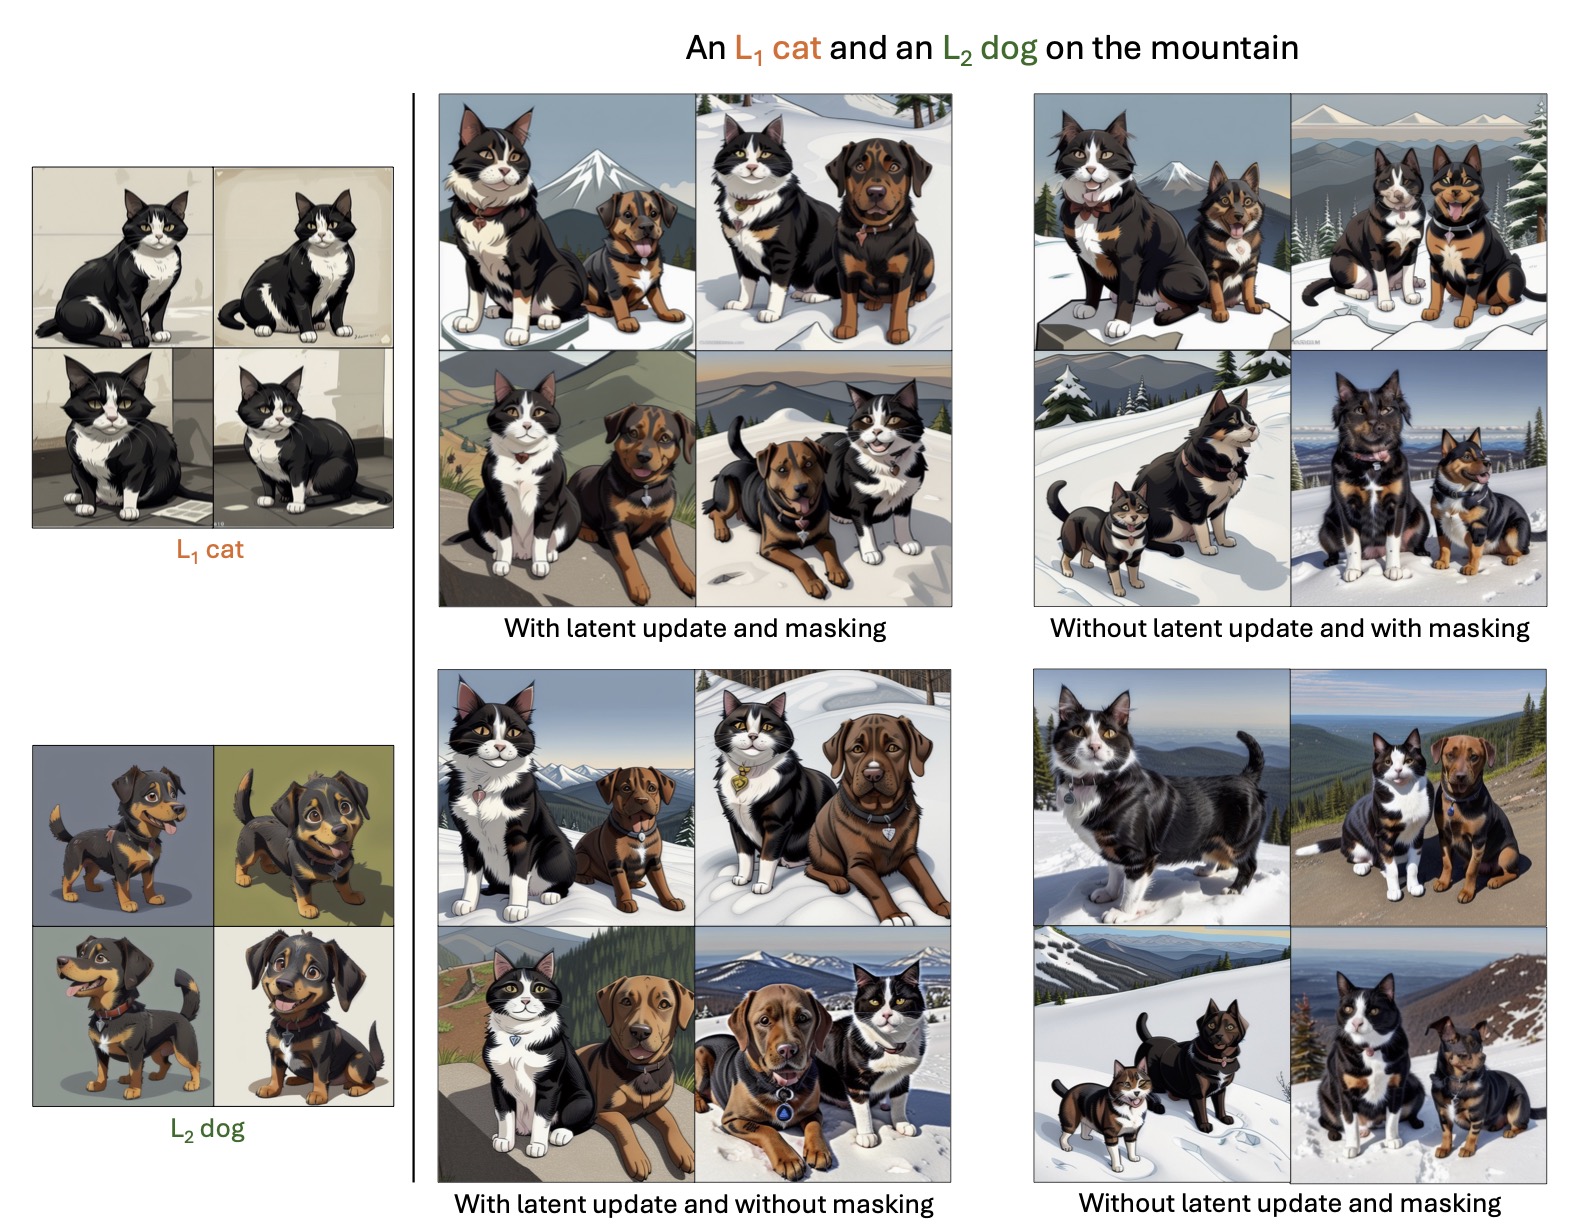 An L₁ cat and an L₂ dog on the mountain
L₁ cat
With latent update and masking
Without latent update and with masking
L₂ dog
With latent update and without masking
Without latent update and masking